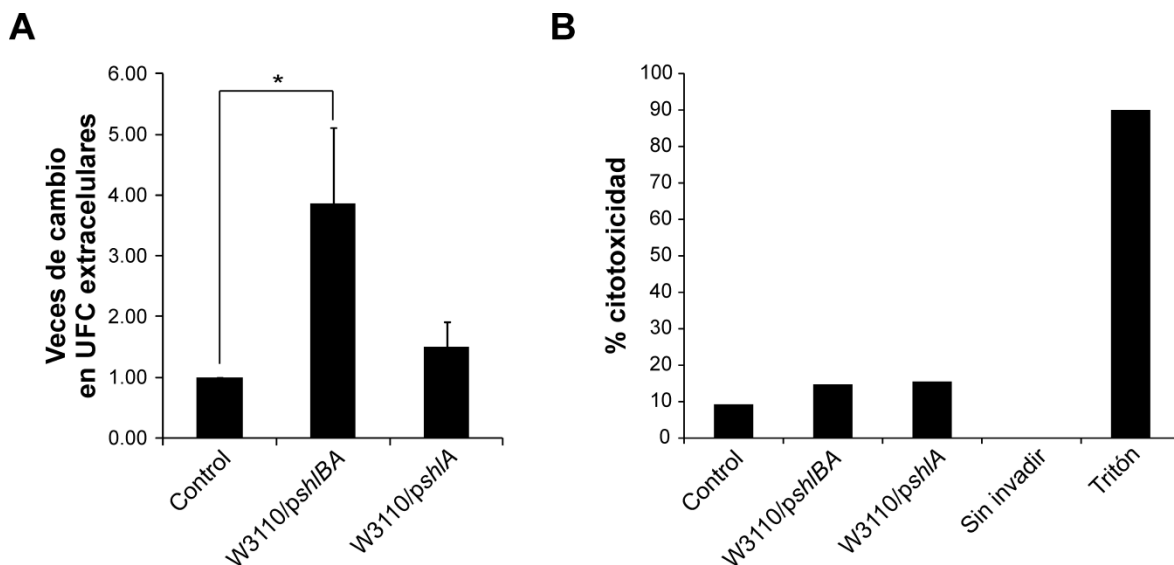 A
Veces de cambio
en UFC extracelulares
6.00
5.00
4.00
3.00
2.00
1.00
0.00
*
Control
W3110/pshlBA
W3110/pshlA
B
% citotoxicidad
100
90
80
70
60
50
40
30
20
10
0
Control
W3110/pshlBA
W3110/pshlA
Sin invadir
Tritón